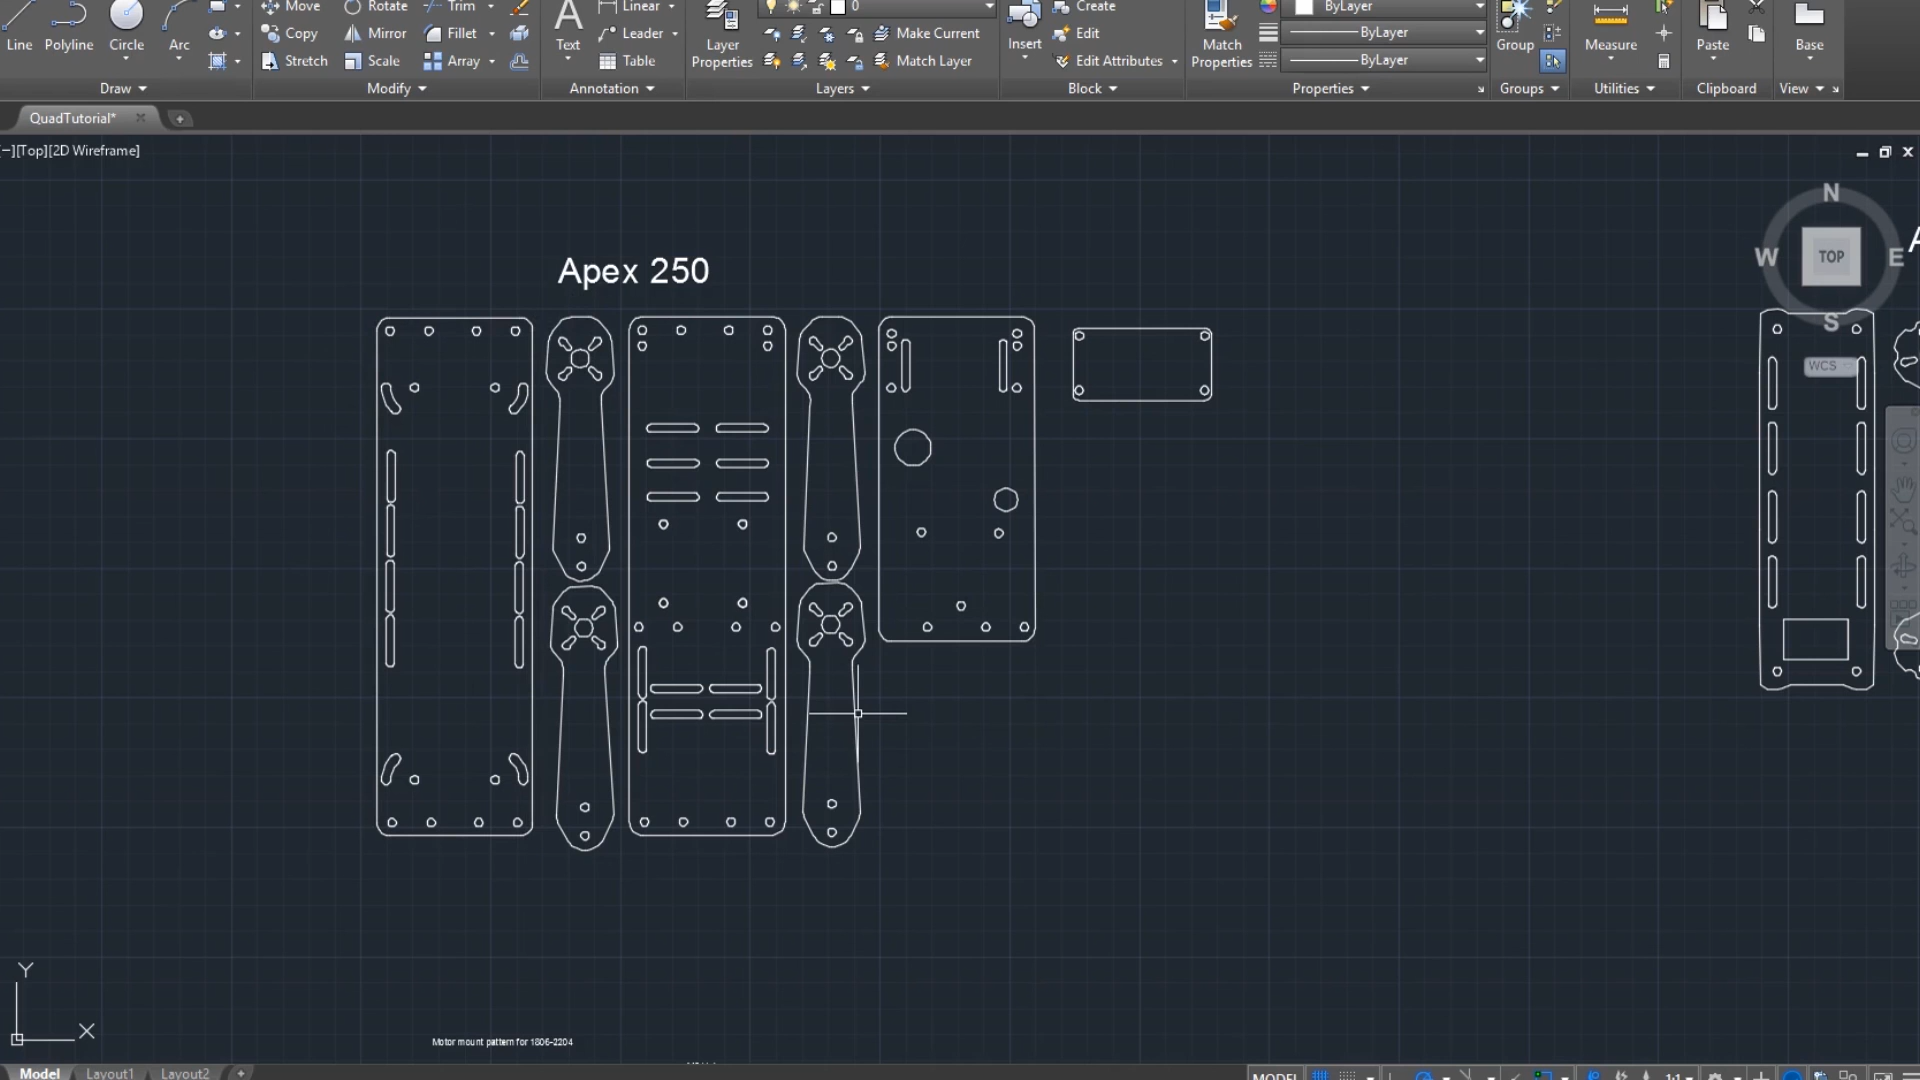 Move Rotate Trim Linear 0 Create ByLayer
Line Polyline Circle Arc Copy Mirror Fillet Text Leader Layer Properties Make Current Insert Edit Match Properties ByLayer Group Measure Paste Base
Stretch Scale Array Table Match Layer Edit Attributes ByLayer
Draw Modify Annotation Layers Block Properties Groups Utilities Clipboard View
QuadTutorial*
[−][Top][2D Wireframe]
N
W TOP E
S
WCS
Apex 250
Y
X
Motor mount pattern for 1806-2204
Model Layout1 Layout2 + MODEL 1:1